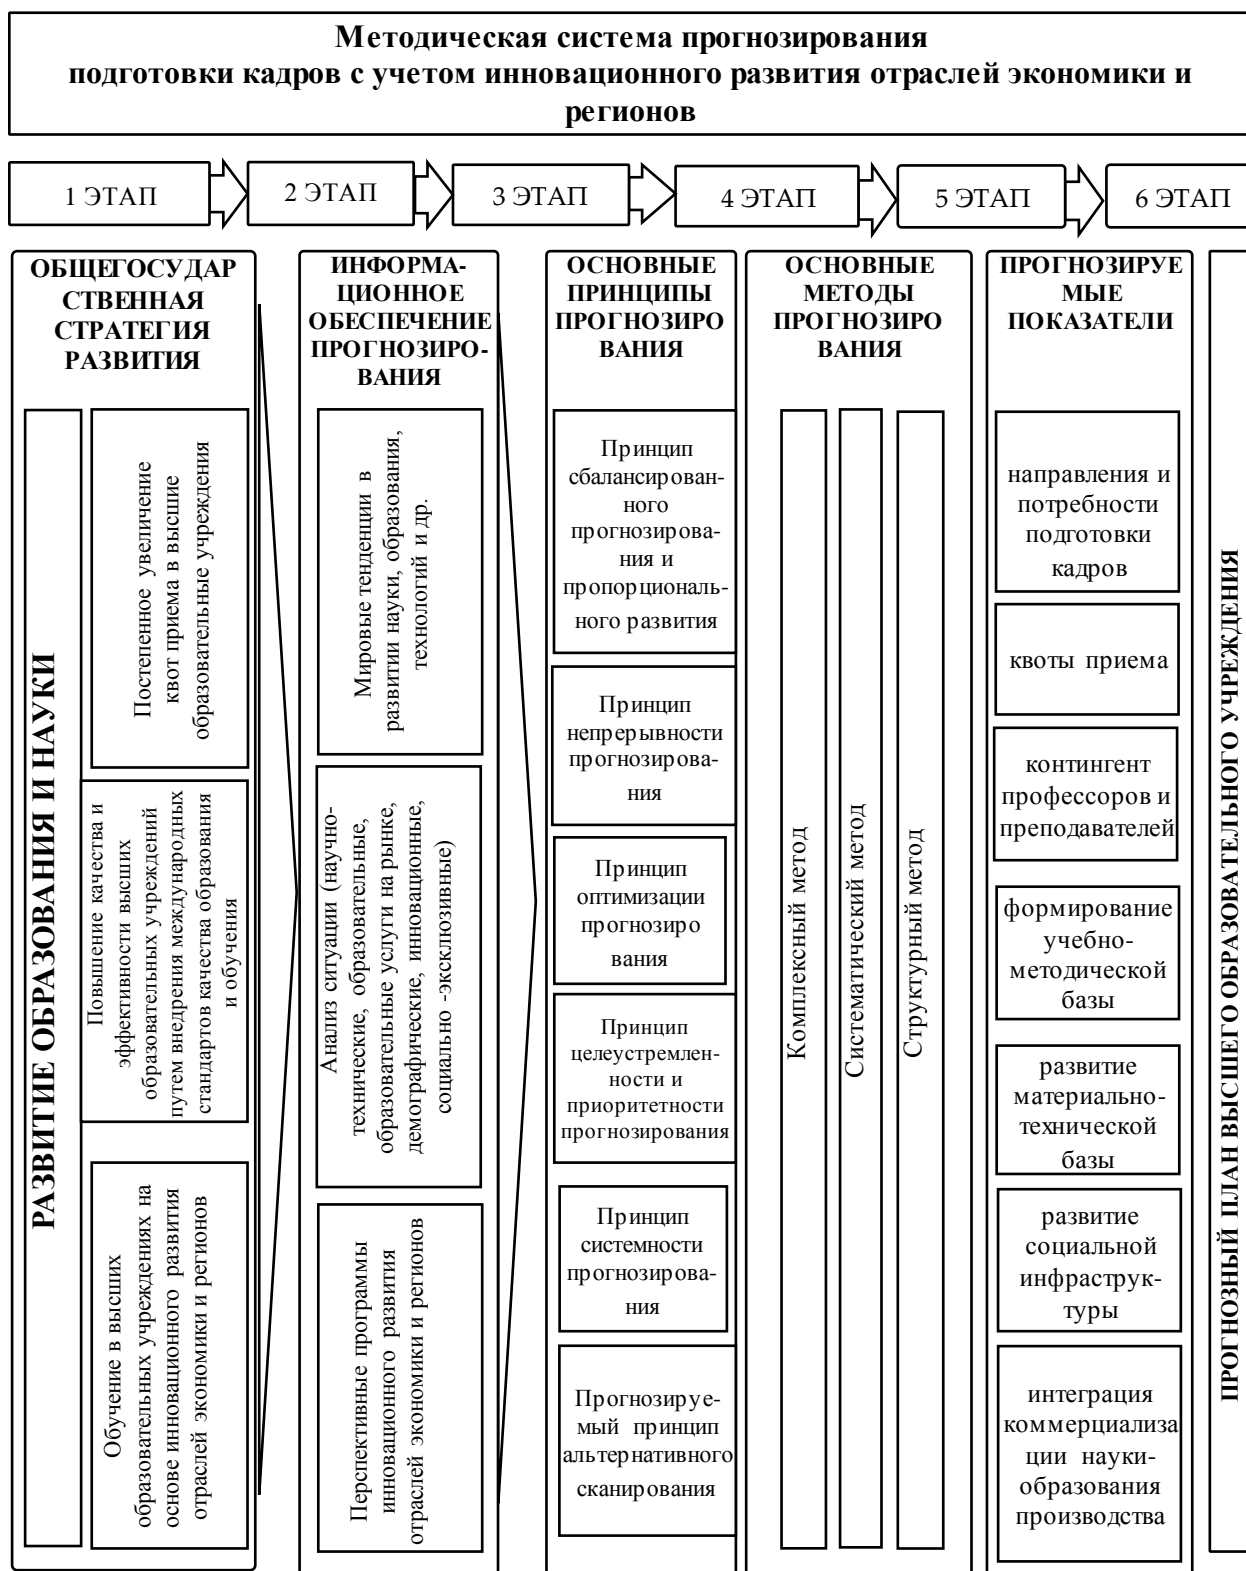 Методическая система прогнозирования
подготовки кадров с учетом инновационного развития отраслей экономики и
регионов
1 ЭТАП
2 ЭТАП
3 ЭТАП
4 ЭТАП
5 ЭТАП
6 ЭТАП
ОБЩЕГОСУДАР
СТВЕННАЯ
СТРАТЕГИЯ
РАЗВИТИЯ
РАЗВИТИЕ ОБРАЗОВАНИЯ И НАУКИ
Постепенное увеличение
квот приема в высшие
образовательные учреждения
Повышение качества и
эффективности высших
образовательных учреждений
путем внедрения международных
стандартов качества образования
и обучения
Обучение в высших
образовательных учреждениях на
основе инновационного развития
отраслей экономики и регионов
ИНФОРМА-
ЦИОННОЕ
ОБЕСПЕЧЕНИЕ
ПРОГНОЗИРО-
ВАНИЯ
Мировые тенденции в
развитии науки, образования,
технологий и др.
Анализ ситуации (научно-
технические, образовательные,
образовательные услуги на рынке,
демографические, инновационные,
социально -эксклюзивные)
Перспективные программы
инновационного развития
отраслей экономики и регионов
ОСНОВНЫЕ
ПРИНЦИПЫ
ПРОГНОЗИРО
ВАНИЯ
Принцип
сбалансирован-
ного
прогнозирова-
ния и
пропорциональ-
ного развития
Принцип
непрерывности
прогнозирова-
ния
Принцип
оптимизации
прогнозиро
вания
Принцип
целеустремлен-
ности и
приоритетности
прогнозирования
Принцип
системности
прогнозирова-
ния
Прогнозируе-
мый принцип
альтернативного
сканирования
ОСНОВНЫЕ
МЕТОДЫ
ПРОГНОЗИРО
ВАНИЯ
Комплексный метод
Систематический метод
Структурный метод
ПРОГНОЗИРУЕ
МЫЕ
ПОКАЗАТЕЛИ
направления и
потребности
подготовки
кадров
квоты приема
контингент
профессоров и
преподавателей
формирование
учебно-
методической
базы
развитие
материально-
технической
базы
развитие
социальной
инфраструк-
туры
интеграция
коммерциализа
ции науки-
образования
производства
ПРОГНОЗНЫЙ ПЛАН ВЫСШЕГО ОБРАЗОВАТЕЛЬНОГО УЧРЕЖДЕНИЯ